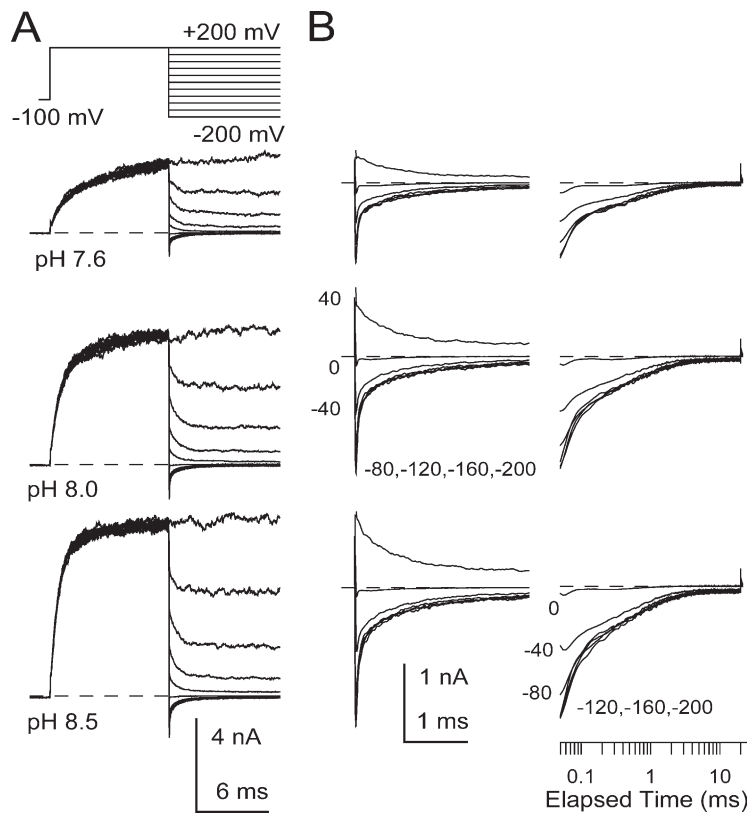 A
B
+200 mV
-100 mV
-200 mV
pH 7.6
40
0
-40
pH 8.0
-80,-120,-160,-200
pH 8.5
4 nA
6 ms
1 nA
1 ms
0
-40
-80
-120,-160,-200
0.1 1 10
Elapsed Time (ms)